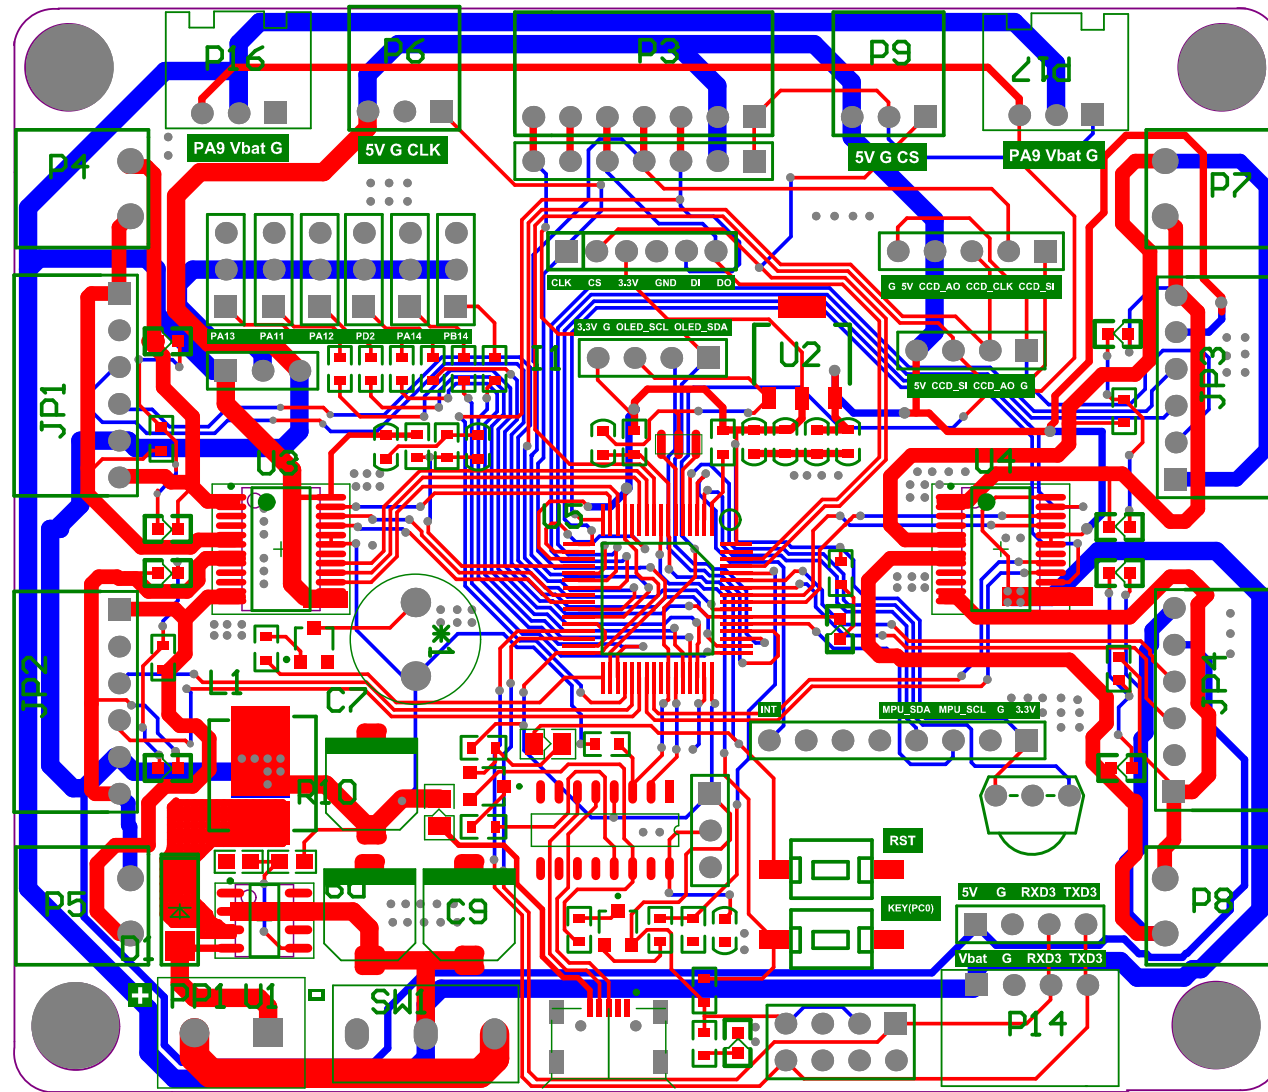 P16
P6
P3
P9
P17
PA9 Vbat G
5V G CLK
5V G CS
PA9 Vbat G
P4
P7
CLK CS 3.3V GND DI DO
G 5V CCD_AO CCD_CLK CCD_SI
3.3V G OLED_SCL OLED_SDA
PA13 PA11 PA12 PD2 PA14 PB14
J1
U2
5V CCD_SI CCD_AO G
JP1
JP3
U3
U4
U5
JP2
L1
C7
JP4
INT
MPU_SDA MPU_SCL G 3.3V
R10
RST
P5
C9
KEY(PC0)
5V G RXD3 TXD3
P8
D1
Vbat G RXD3 TXD3
PP1 U1
SW1
P14